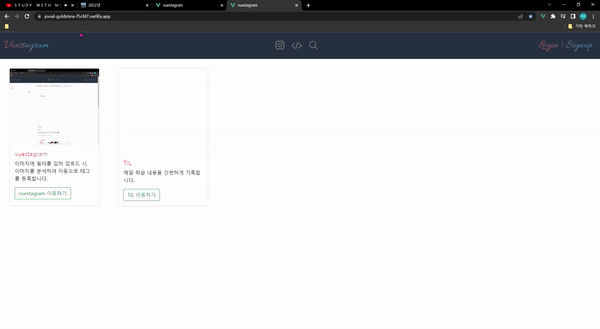 S T U D Y W I T H M
2022년
vuestagram
vuestagram
jovial-goldstine-f5cfd7.netlify.app
기타 북마크
Vuestagram
Login | Signup
vuestagram
이미지에 필터를 입혀 업로드 시,
이미지를 분석하여 자동으로 태그
를 등록합니다.
vuestagram 이동하기
TIL
매일 학습 내용을 간편하게 기록합
니다.
TIL 이동하기